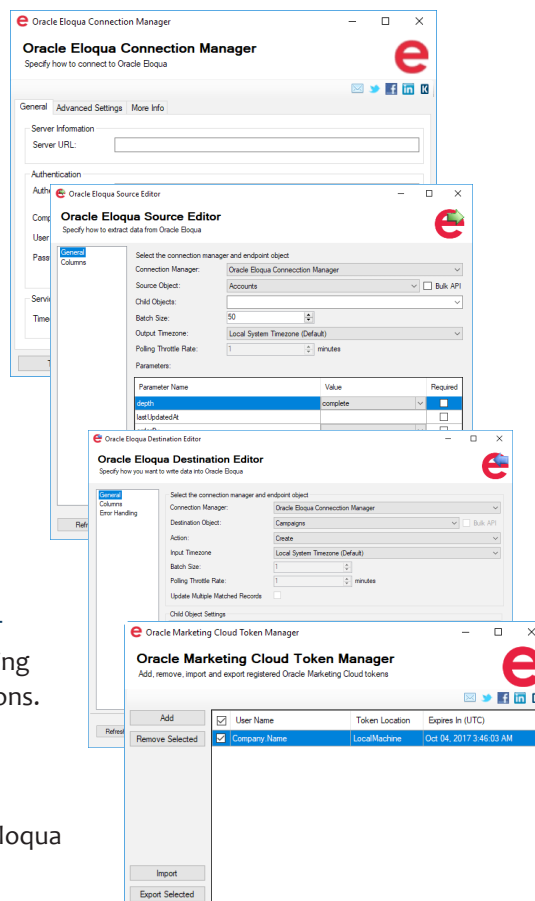 Oracle Eloqua Connection Manager
Oracle Eloqua Connection Manager
Specify how to connect to Oracle Eloqua
General Advanced Settings More Info
Server Information
Server URL:
Authentication
Oracle Eloqua Source Editor
Oracle Eloqua Source Editor
Specify how to extract data from Oracle Eloqua
General
Columns
Select the connection manager and endpoint object
Connection Manager: Oracle Eloqua Connecction Manager
Source Object: Accounts Bulk API
Child Objects:
Batch Size: 50
Output Timezone: Local System Timezone (Default)
Polling Throttle Rate: 1 minutes
Parameters:
Parameter Name Value Required
depth complete
lastUpdatedAt
Oracle Eloqua Destination Editor
Oracle Eloqua Destination Editor
Specify how you want to write data into Oracle Eloqua
General
Columns
Error Handling
Select the connection manager and endpoint object
Connection Manager: Oracle Eloqua Connecction Manager
Destination Object: Campaigns Bulk API
Action: Create
Input Timezone Local System Timezone (Default)
Batch Size: 1
Polling Throttle Rate: 1 minutes
Update Multiple Matched Records
Child Object Settings
Oracle Marketing Cloud Token Manager
Oracle Marketing Cloud Token Manager
Add, remove, import and export registered Oracle Marketing Cloud tokens
Add
Remove Selected
User Name Token Location Expires In (UTC)
Company.Name LocalMachine Oct 04, 2017 3:46:03 AM
Import
Export Selected
ing
ons.
loqua